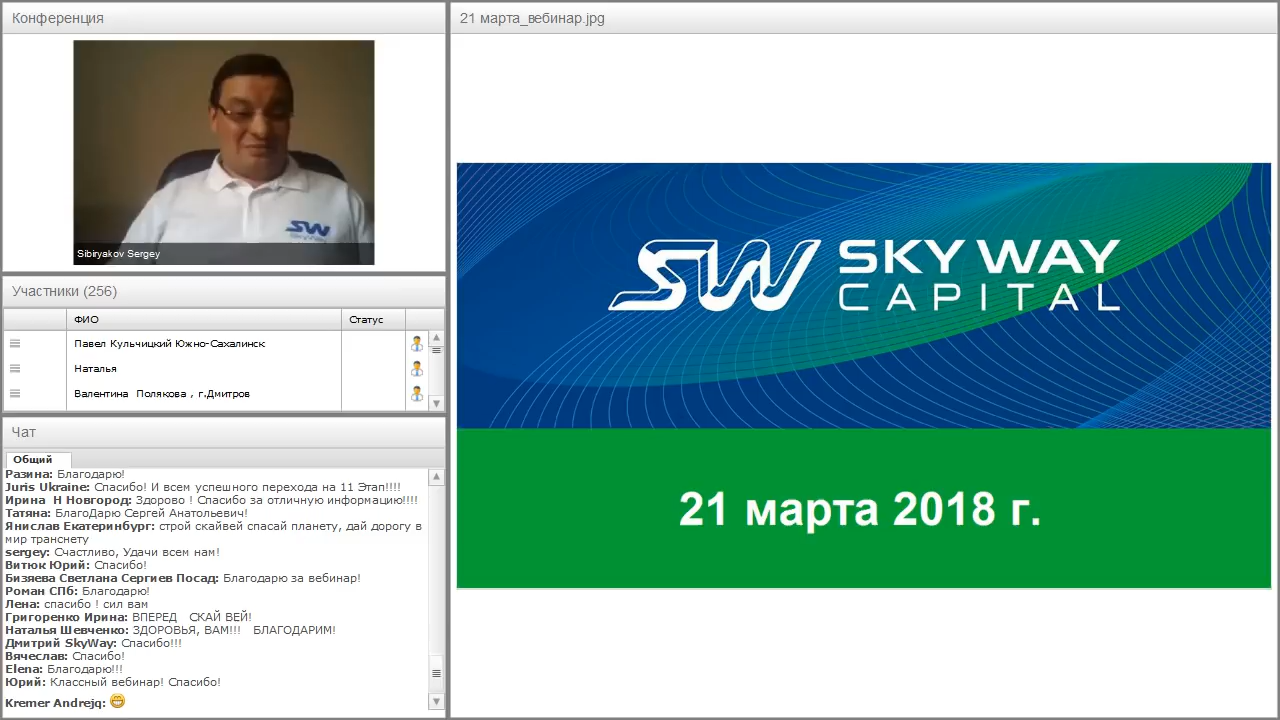 Конференция
Sibiryakov Sergey
Участники (256)
ФИО
Статус
Павел Кульчицкий Южно-Сахалинск
Наталья
Валентина Полякова , г.Дмитров
Чат
Общий
Разина: Благодарю!
Juris Ukraine: Спасибо! И всем успешного перехода на 11 Этап!!!!
Ирина Н Новгород: Здорово ! Спасибо за отличную информацию!!!!
Татяна: БлагоДарю Сергей Анатольевич!
Янислав Екатеринбург: строй скайвей спасай планету, дай дорогу в
мир транснету
sergey: Счастливо, Удачи всем нам!
Витюк Юрий: Спасибо!
Бизяева Светлана Сергиев Посад: Благодарю за вебинар!
Роман СПб: Благодарю!
Лена: спасибо ! сил вам
Григоренко Ирина: ВПЕРЕД СКАЙ ВЕЙ!
Наталья Шевченко: ЗДОРОВЬЯ, ВАМ!!! БЛАГОДАРИМ!
Дмитрий SkyWay: Спасибо!!!
Вячеслав: Спасибо!
Elena: Благодарю!!!
Юрий: Классный вебинар! Спасибо!
Kremer Andrejq:
21 марта_вебинар.jpg
SW SKY WAY
CAPITAL
21 марта 2018 г.